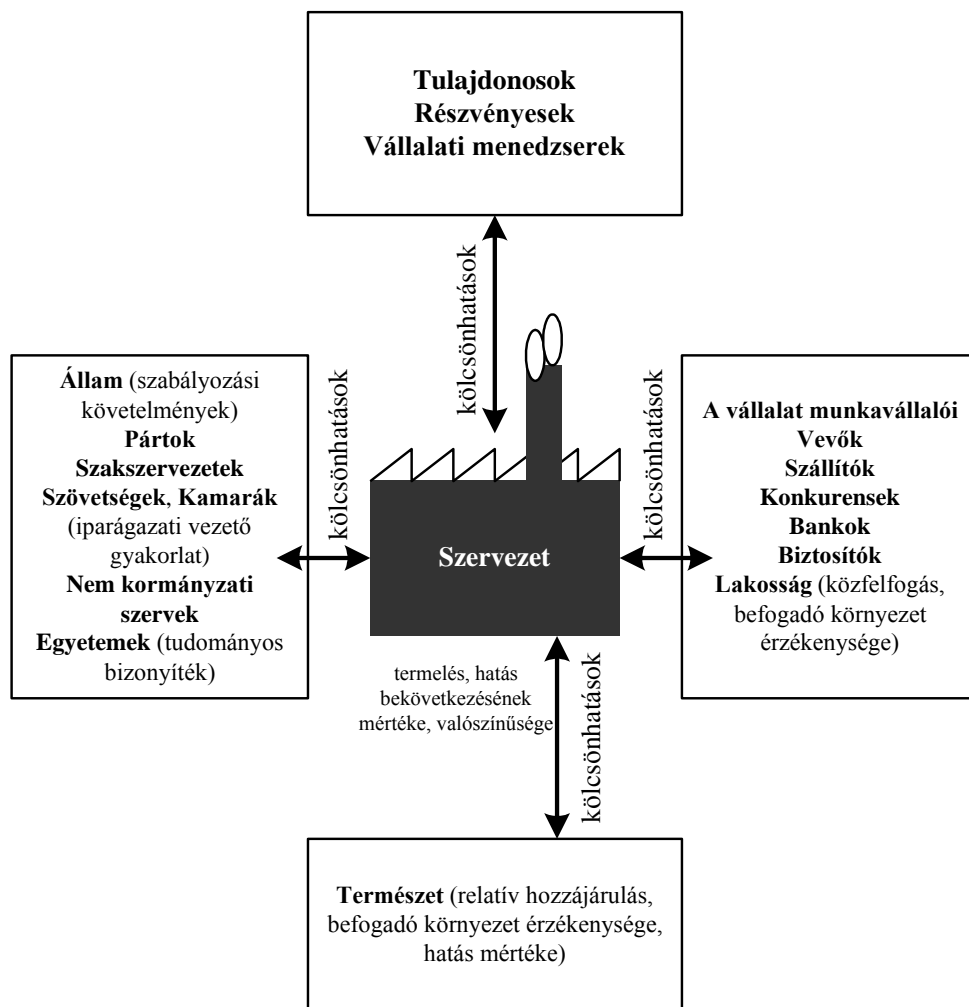 Tulajdonosok
Részvényesek
Vállalati menedzserek
kölcsönhatások
Állam (szabályozási
követelmények)
Pártok
Szakszervezetek
Szövetségek, Kamarák
(iparágazati vezető
gyakorlat)
Nem kormányzati
szervek
Egyetemek (tudományos
bizonyíték)
kölcsönhatások
Szervezet
kölcsönhatások
A vállalat munkavállalói
Vevők
Szállítók
Konkurensek
Bankok
Biztosítók
Lakosság (közfelfogás,
befogadó környezet
érzékenysége)
termelés, hatás
bekövetkezésének
mértéke, valószínűsége
kölcsönhatások
Természet (relatív hozzájárulás,
befogadó környezet érzékenysége,
hatás mértéke)